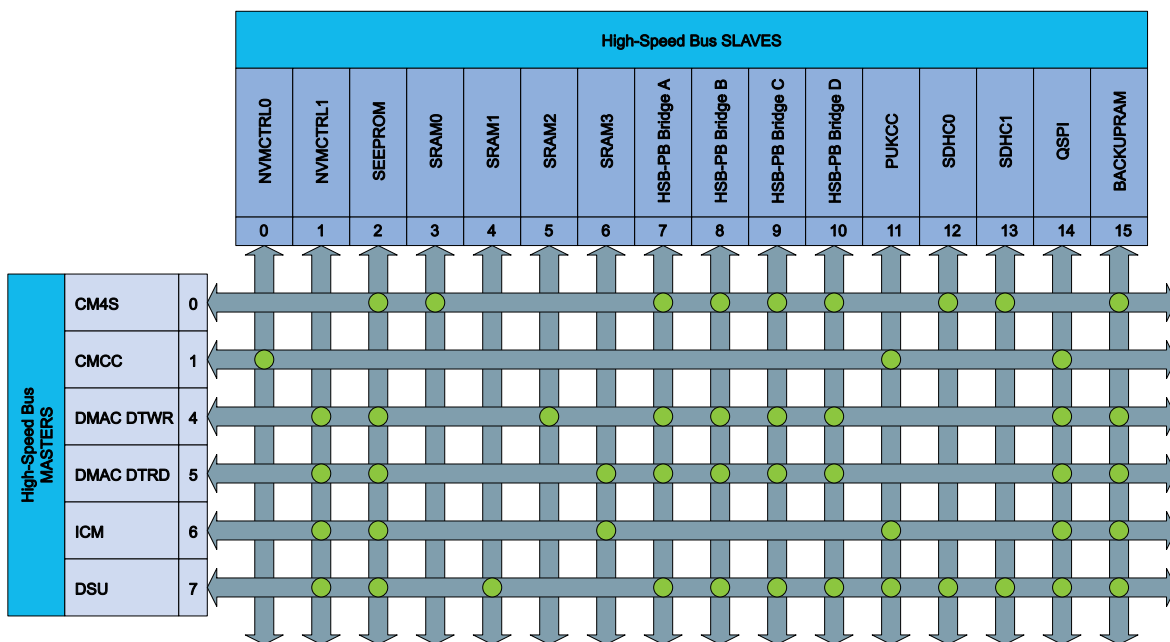 High-Speed Bus SLAVES
NVMCTRL0
NVMCTRL1
SEEPROM
SRAM0
SRAM1
SRAM2
SRAM3
HSB-PB Bridge A
HSB-PB Bridge B
HSB-PB Bridge C
HSB-PB Bridge D
PUKCC
SDHC0
SDHC1
QSPI
BACKUPRAM
0 1 2 3 4 5 6 7 8 9 10 11 12 13 14 15
High-Speed Bus
MASTERS
CM4S 0
CMCC 1
DMAC DTWR 4
DMAC DTRD 5
ICM 6
DSU 7